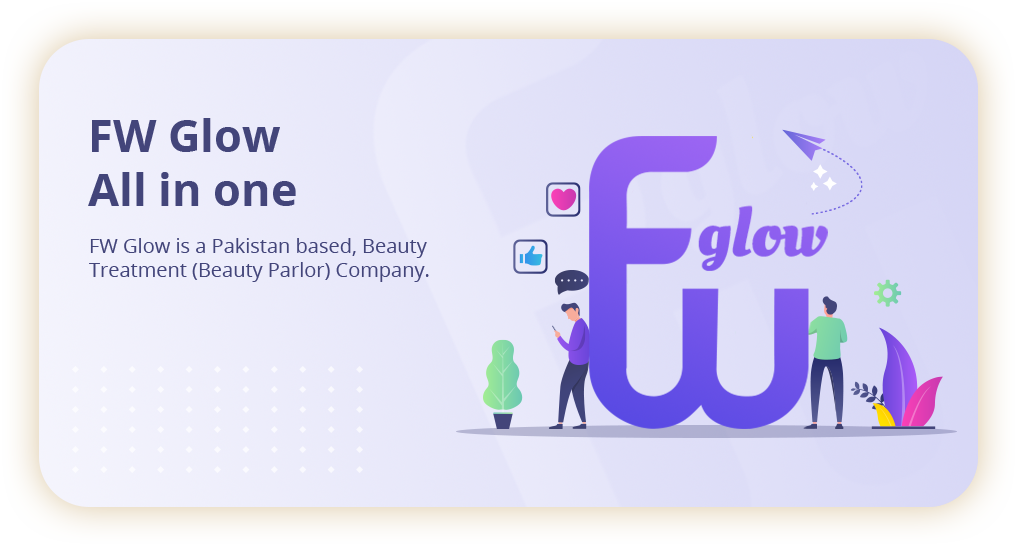 FW Glow
All in one
FW Glow is a Pakistan based, Beauty
Treatment (Beauty Parlor) Company.
Fw
glow